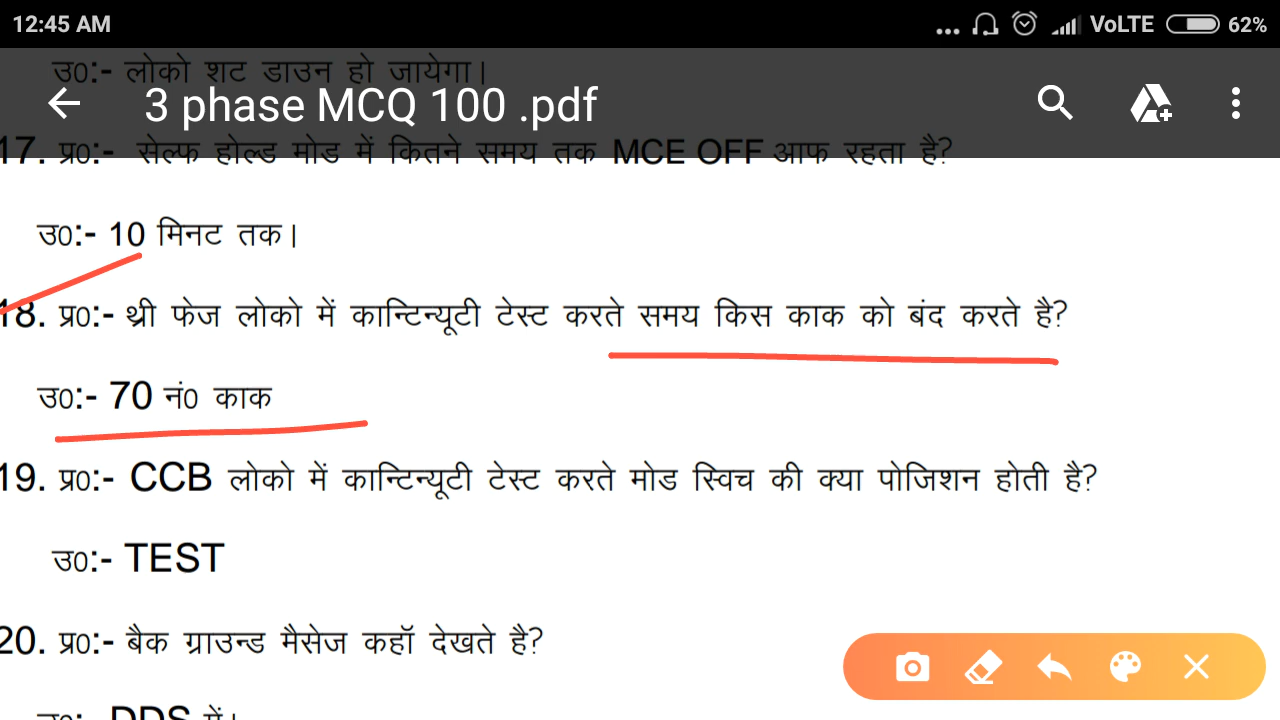 12:45 AM ... VoLTE 62%
उ0:- लोको शट डाउन हो जायेगा।
3 phase MCQ 100 .pdf
17. प्र0:- सेल्फ होल्ड मोड में कितने समय तक MCE OFF आफ रहता है?
उ0:- 10 मिनट तक।
18. प्र0:- थ्री फेज लोको में कान्टिन्यूटी टेस्ट करते समय किस काक को बंद करते है?
उ0:- 70 नं0 काक
19. प्र0:- CCB लोको में कान्टिन्यूटी टेस्ट करते मोड स्विच की क्या पोजिशन होती है?
उ0:- TEST
20. प्र0:- बैक ग्राउन्ड मैसेज कहॉ देखते है?
उ0:- DDS में।